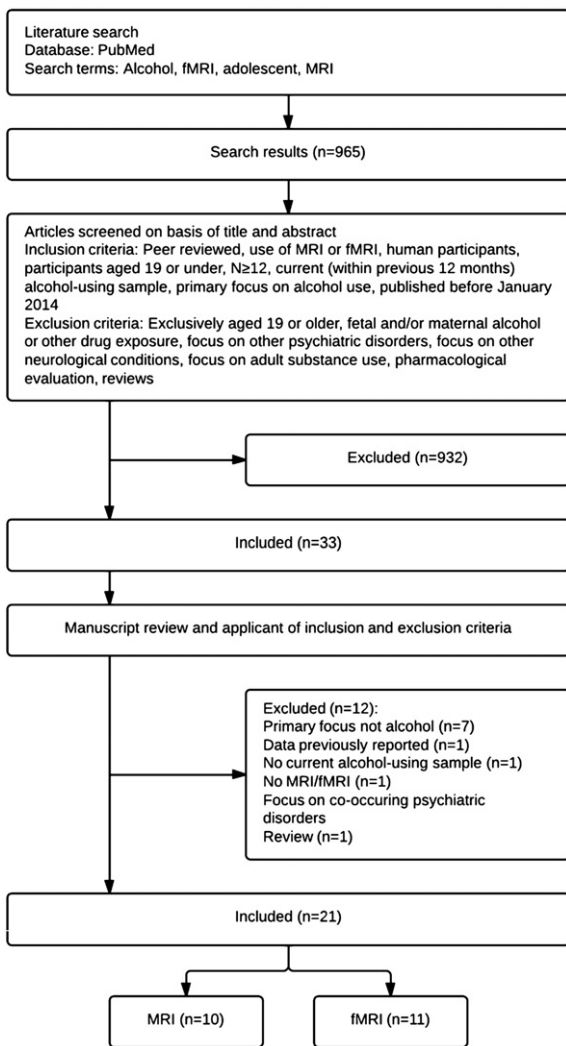 Literature search
Database: PubMed
Search terms: Alcohol, fMRI, adolescent, MRI
Search results (n=965)
Articles screened on basis of title and abstract
Inclusion criteria: Peer reviewed, use of MRI or fMRI, human participants,
participants aged 19 or under, N≥12, current (within previous 12 months)
alcohol-using sample, primary focus on alcohol use, published before January
2014
Exclusion criteria: Exclusively aged 19 or older, fetal and/or maternal alcohol
or other drug exposure, focus on other psychiatric disorders, focus on other
neurological conditions, focus on adult substance use, pharmacological
evaluation, reviews
Excluded (n=932)
Included (n=33)
Manuscript review and applicant of inclusion and exclusion criteria
Excluded (n=12):
Primary focus not alcohol (n=7)
Data previously reported (n=1)
No current alcohol-using sample (n=1)
No MRI/fMRI (n=1)
Focus on co-occuring psychiatric
disorders
Review (n=1)
Included (n=21)
MRI (n=10)
fMRI (n=11)